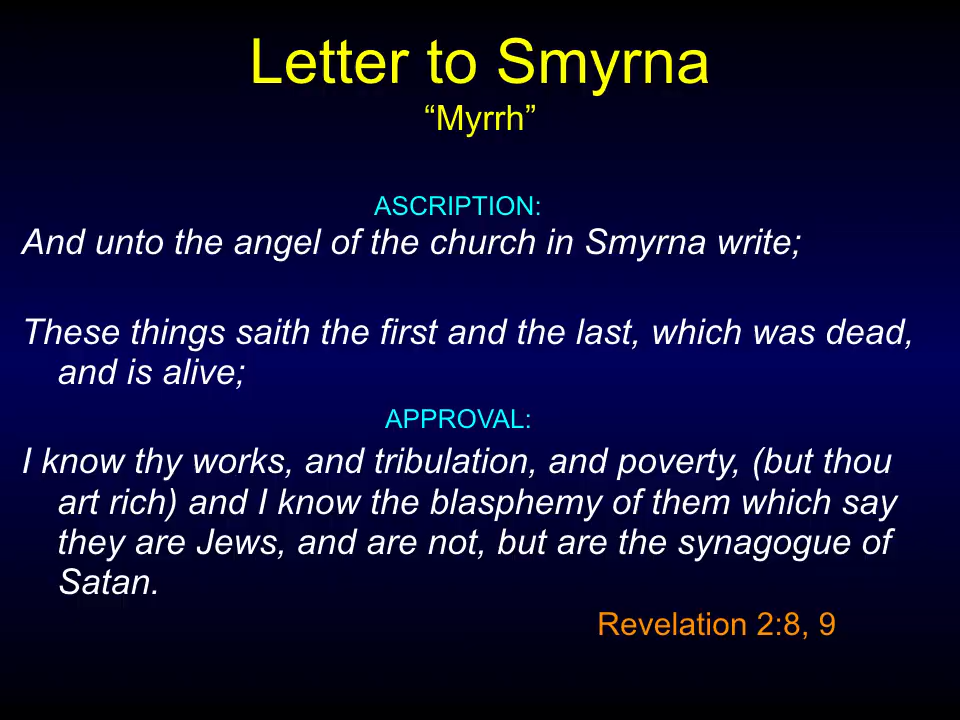 Letter to Smyrna
“Myrrh”
ASCRIPTION:
And unto the angel of the church in Smyrna write;
These things saith the first and the last, which was dead,
and is alive;
APPROVAL:
I know thy works, and tribulation, and poverty, (but thou
art rich) and I know the blasphemy of them which say
they are Jews, and are not, but are the synagogue of
Satan.
Revelation 2:8, 9